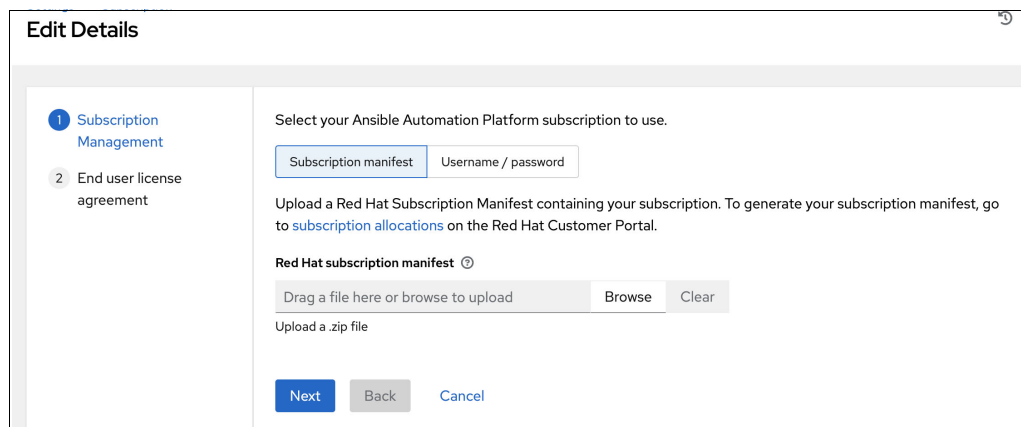 Edit Details
1 Subscription
Management
2 End user license
agreement
Select your Ansible Automation Platform subscription to use.
Subscription manifest Username / password
Upload a Red Hat Subscription Manifest containing your subscription. To generate your subscription manifest, go
to subscription allocations on the Red Hat Customer Portal.
Red Hat subscription manifest
Drag a file here or browse to upload Browse Clear
Upload a .zip file
Next Back Cancel